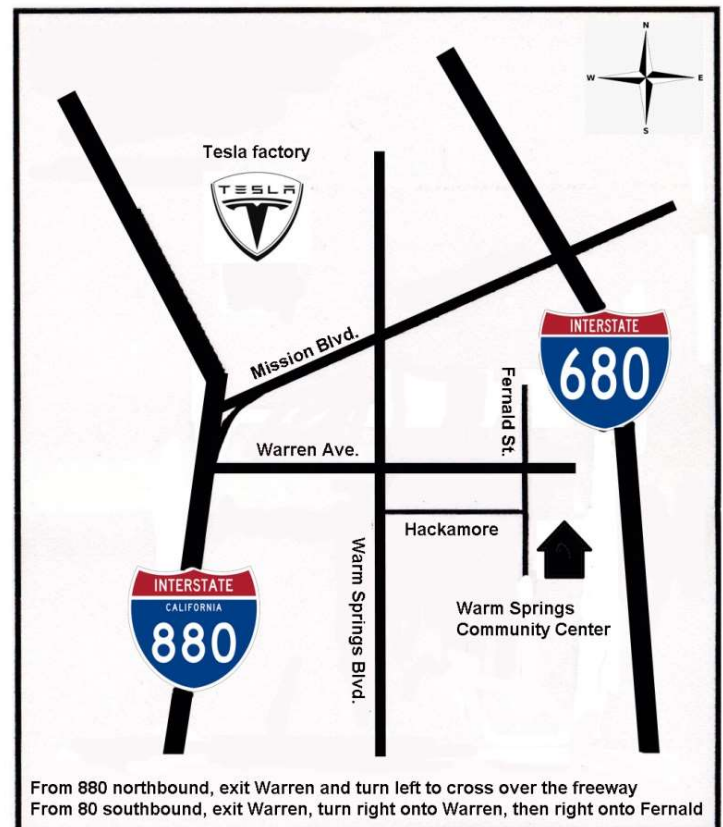 N
W E
S
Tesla factory
TESLA
Mission Blvd.
INTERSTATE
680
Fernald St.
Warren Ave.
Hackamore
Warm Springs Blvd.
INTERSTATE
CALIFORNIA
880
Warm Springs
Community Center
From 880 northbound, exit Warren and turn left to cross over the freeway
From 80 southbound, exit Warren, turn right onto Warren, then right onto Fernald